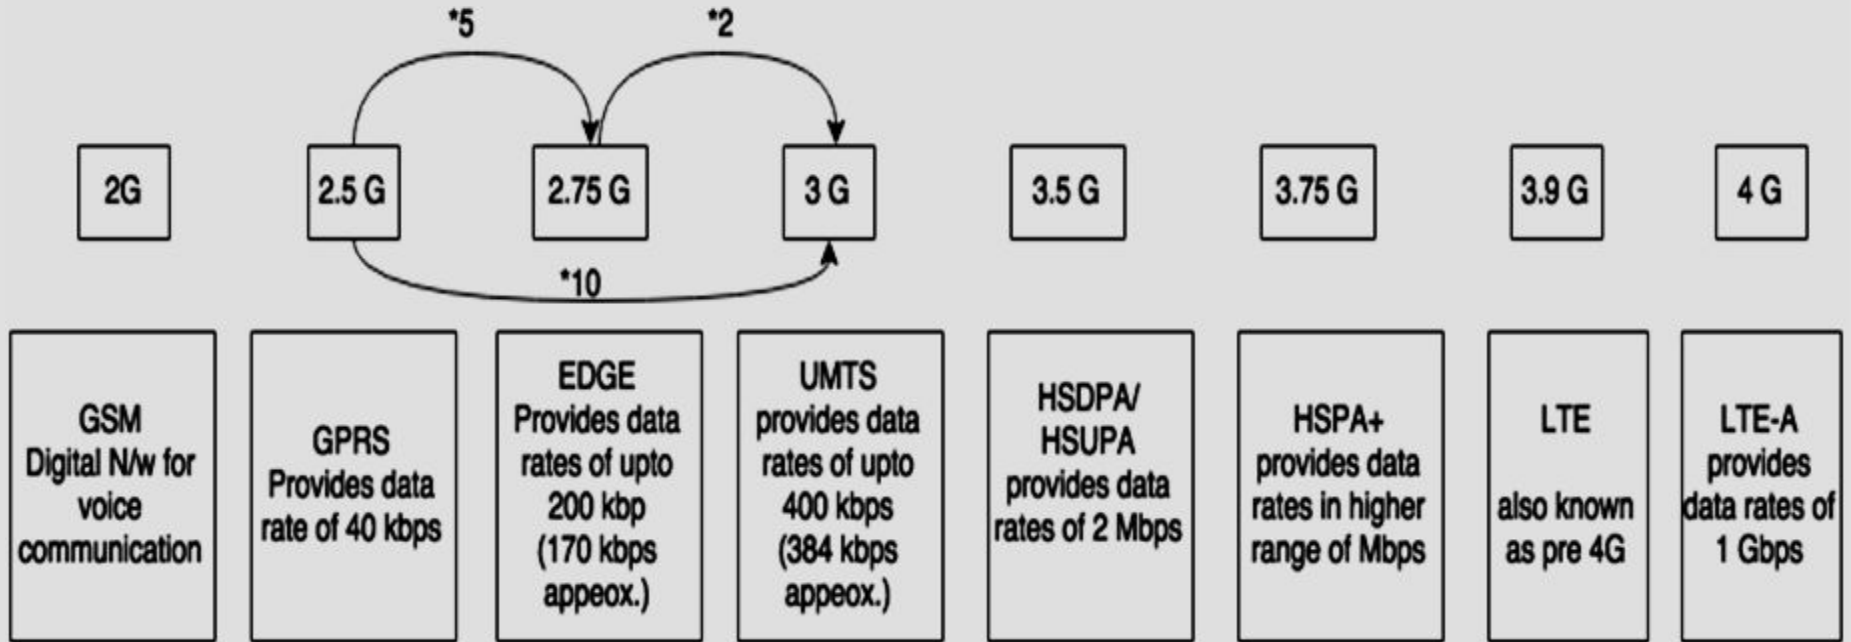 *5
*2
2G
2.5 G
2.75 G
3 G
3.5 G
3.75 G
3.9 G
4 G
*10
GSM
Digital N/w for
voice
communication
GPRS
Provides data
rate of 40 kbps
EDGE
Provides data
rates of upto
200 kbp
(170 kbps
appeox.)
UMTS
provides data
rates of upto
400 kbps
(384 kbps
appeox.)
HSDPA/
HSUPA
provides data
rates of 2 Mbps
HSPA+
provides data
rates in higher
range of Mbps
LTE
also known
as pre 4G
LTE-A
provides
data rates of
1 Gbps